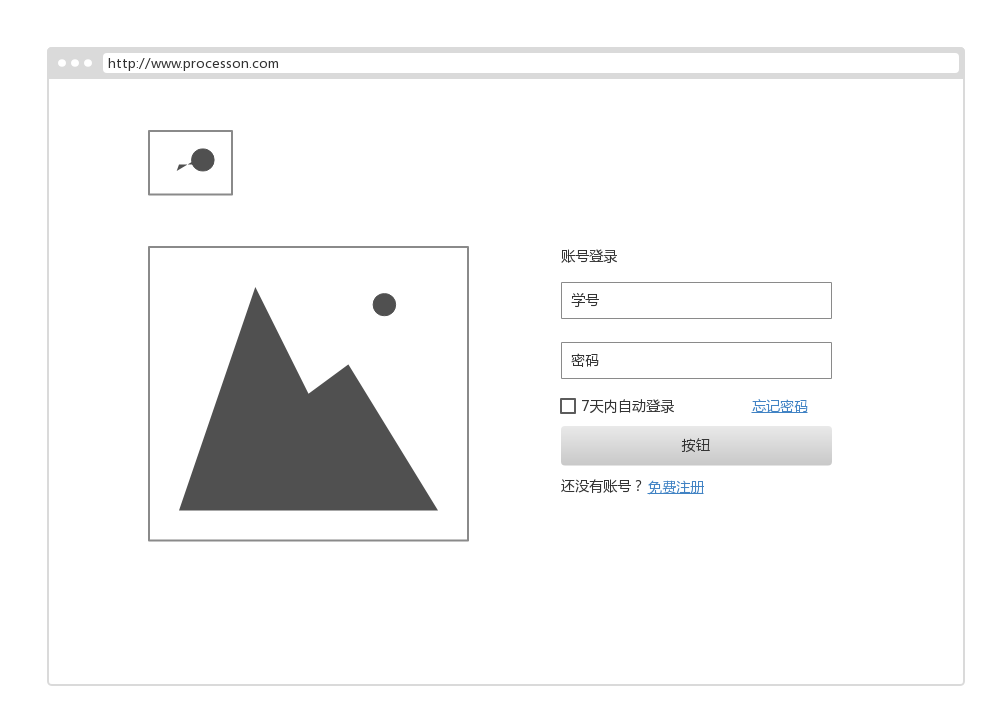 http://www.processon.com
账号登录
学号
密码
7天内自动登录 忘记密码
按钮
还没有账号？ 免费注册